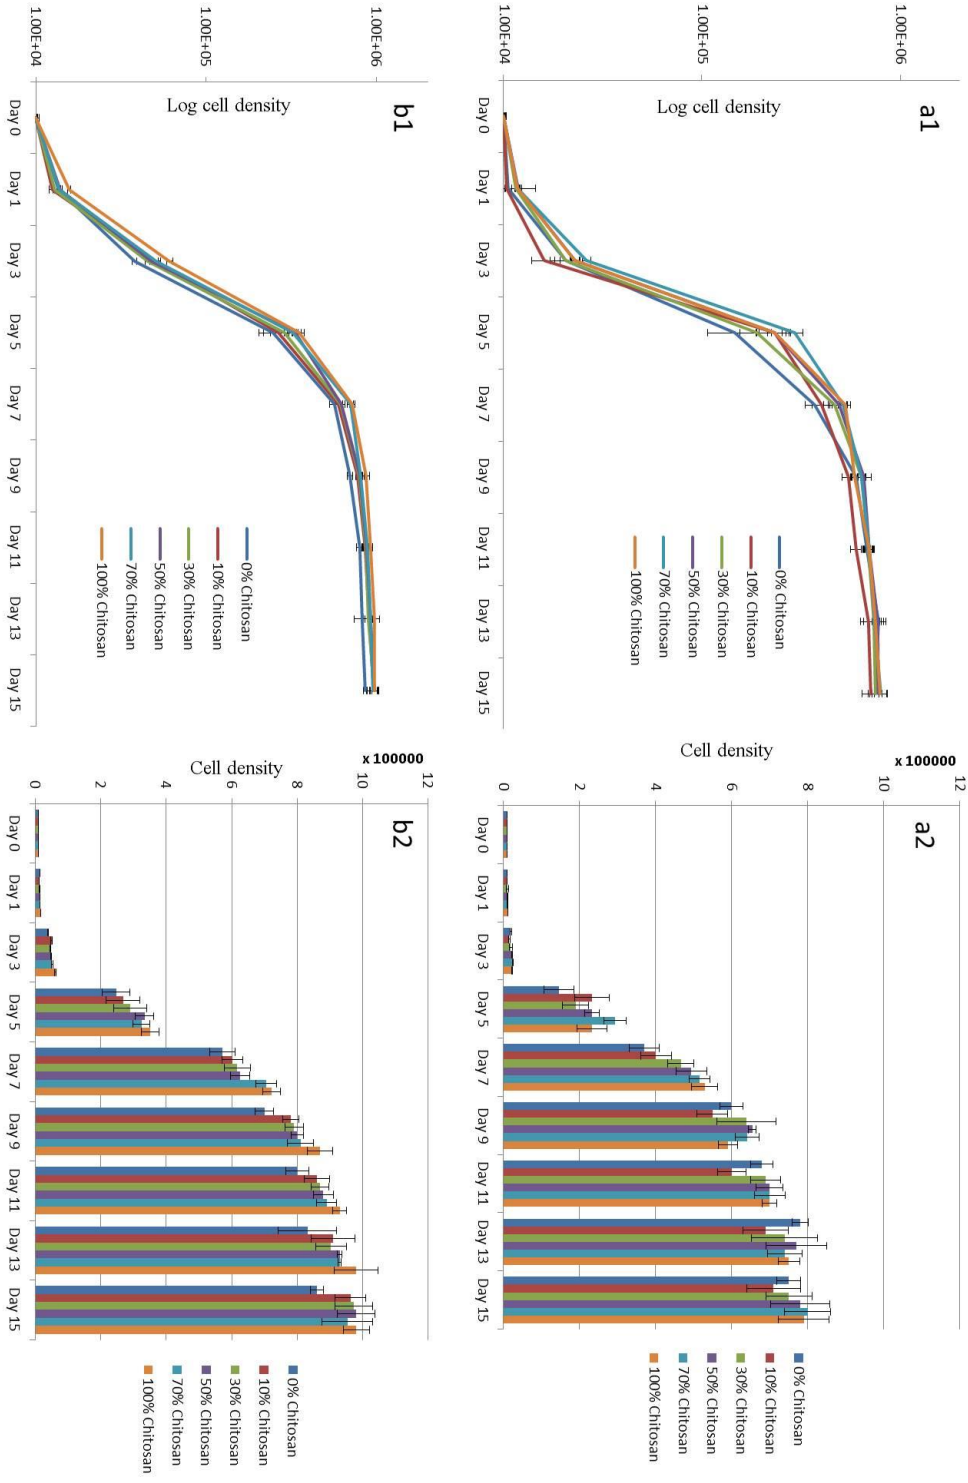 a1
Log cell density
1.00E+06
1.00E+05
1.00E+04
Day 0
Day 1
Day 3
Day 5
Day 7
Day 9
Day 11
Day 13
Day 15
0% Chitosan
10% Chitosan
30% Chitosan
50% Chitosan
70% Chitosan
100% Chitosan
a2
x 100000
Cell density
12
10
8
6
4
2
0
Day 0
Day 1
Day 3
Day 5
Day 7
Day 9
Day 11
Day 13
Day 15
0% Chitosan
10% Chitosan
30% Chitosan
50% Chitosan
70% Chitosan
100% Chitosan
b1
Log cell density
1.00E+06
1.00E+05
1.00E+04
Day 0
Day 1
Day 3
Day 5
Day 7
Day 9
Day 11
Day 13
Day 15
0% Chitosan
10% Chitosan
30% Chitosan
50% Chitosan
70% Chitosan
100% Chitosan
b2
x 100000
Cell density
12
10
8
6
4
2
0
Day 0
Day 1
Day 3
Day 5
Day 7
Day 9
Day 11
Day 13
Day 15
0% Chitosan
10% Chitosan
30% Chitosan
50% Chitosan
70% Chitosan
100% Chitosan